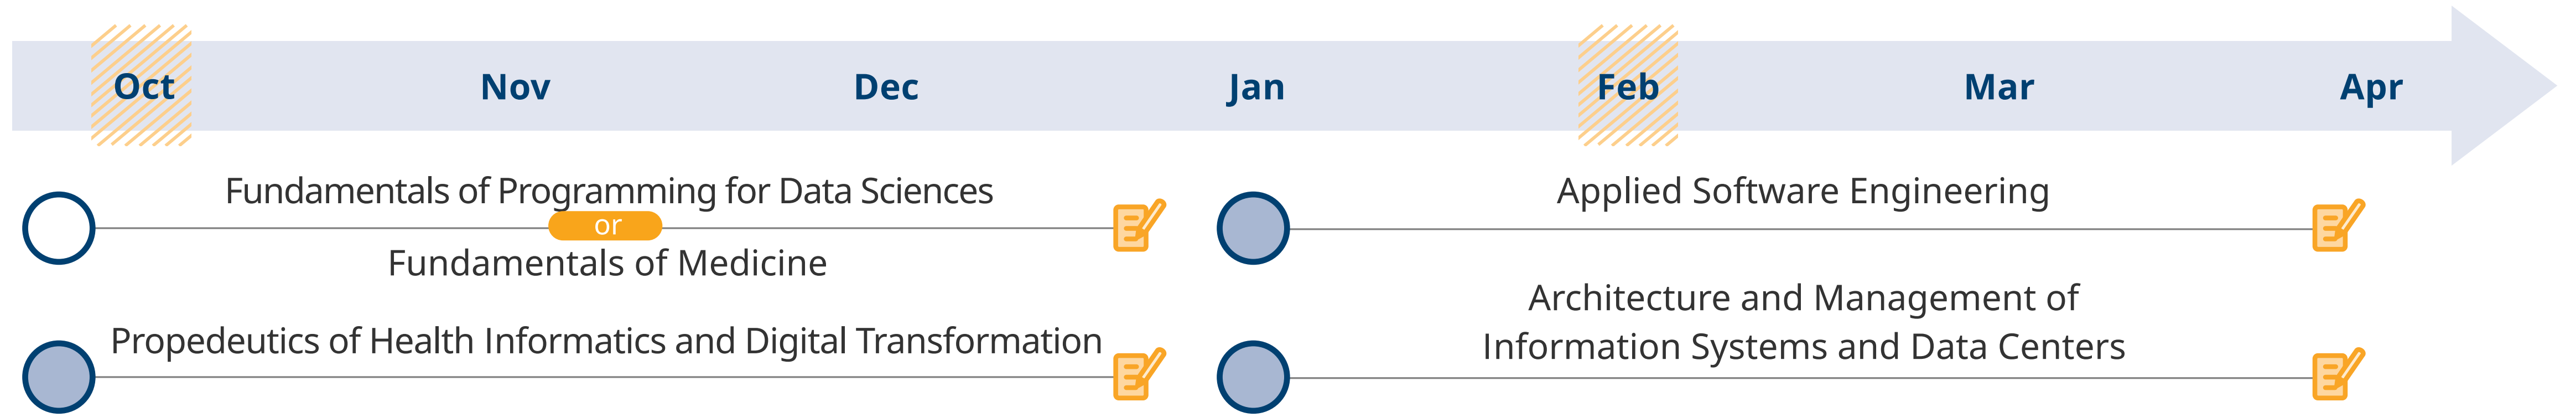 Oct Nov Dec Jan Feb Mar Apr
Fundamentals of Programming for Data Sciences
or
Fundamentals of Medicine
Propedeutics of Health Informatics and Digital Transformation
Applied Software Engineering
Architecture and Management of
Information Systems and Data Centers